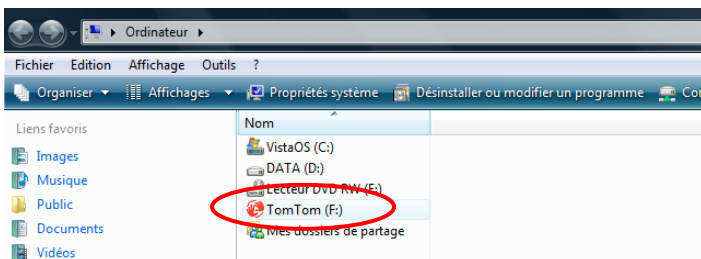 Ordinateur
Fichier Edition Affichage Outils ?
Organiser Affichages Propriétés système Désinstaller ou modifier un programme Co
Liens favoris
Images
Musique
Public
Documents
Vidéos
Nom
VistaOS (C:)
DATA (D:)
Lecteur DVD RW (E:)
TomTom (F:)
Mes dossiers de partage